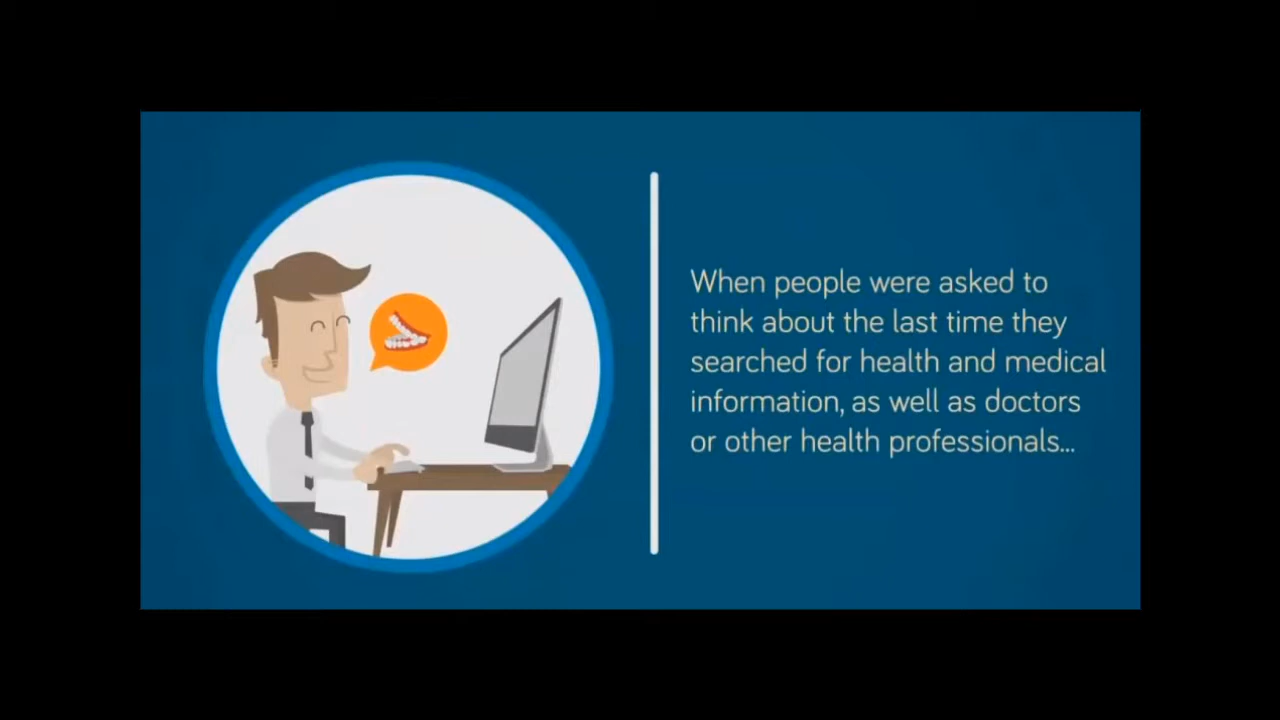 When people were asked to
think about the last time they
searched for health and medical
information, as well as doctors
or other health professionals...